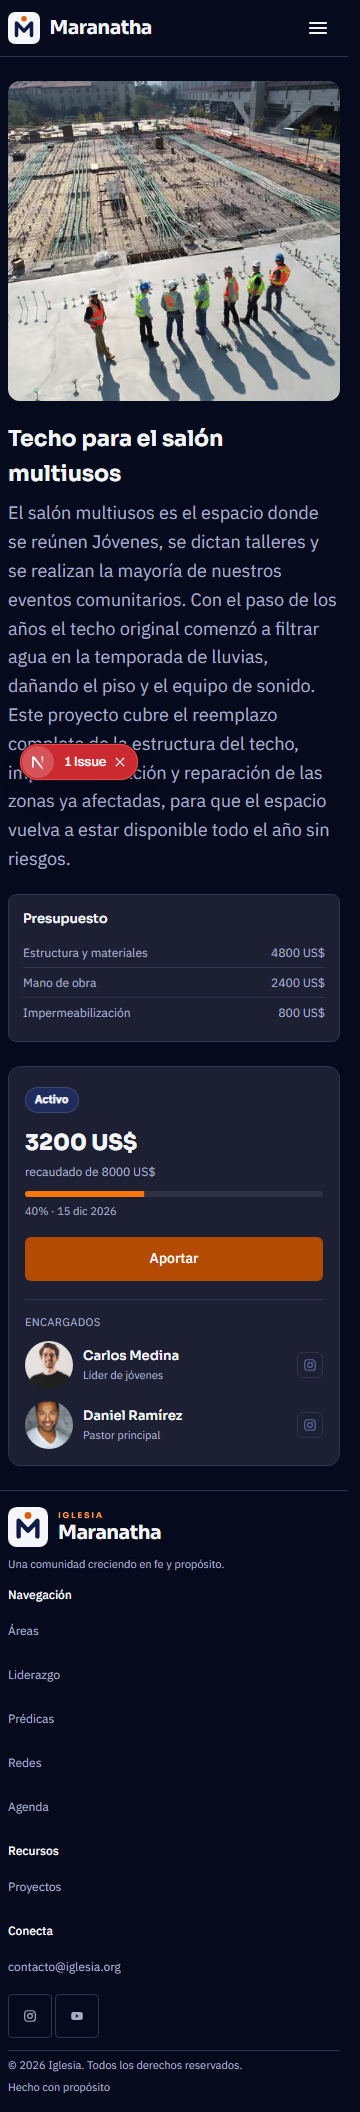 Maranatha
Techo para el salón
multiusos
El salón multiusos es el espacio donde
se reúnen Jóvenes, se dictan talleres y
se realizan la mayoría de nuestros
eventos comunitarios. Con el paso de los
años el techo original comenzó a filtrar
agua en la temporada de lluvias,
dañando el piso y el equipo de sonido.
Este proyecto cubre el reemplazo
estructura del techo,
1 Issue
y reparación de las
zonas ya afectadas, para que el espacio
vuelva a estar disponible todo el año sin
riesgos.
Presupuesto
Estructura y materiales 4800 US$
Mano de obra 2400 US$
Impermeabilización 800 US$
Activo
3200 US$
recaudado de 8000 US$
40% · 15 dic 2026
Aportar
ENCARGADOS
Carlos Medina
Líder de jóvenes
Daniel Ramírez
Pastor principal
IGLESIA
Maranatha
Una comunidad creciendo en fe y propósito.
Navegación
Áreas
Liderazgo
Prédicas
Redes
Agenda
Recursos
Proyectos
Conecta
contacto@iglesia.org
© 2026 Iglesia. Todos los derechos reservados.
Hecho con propósito